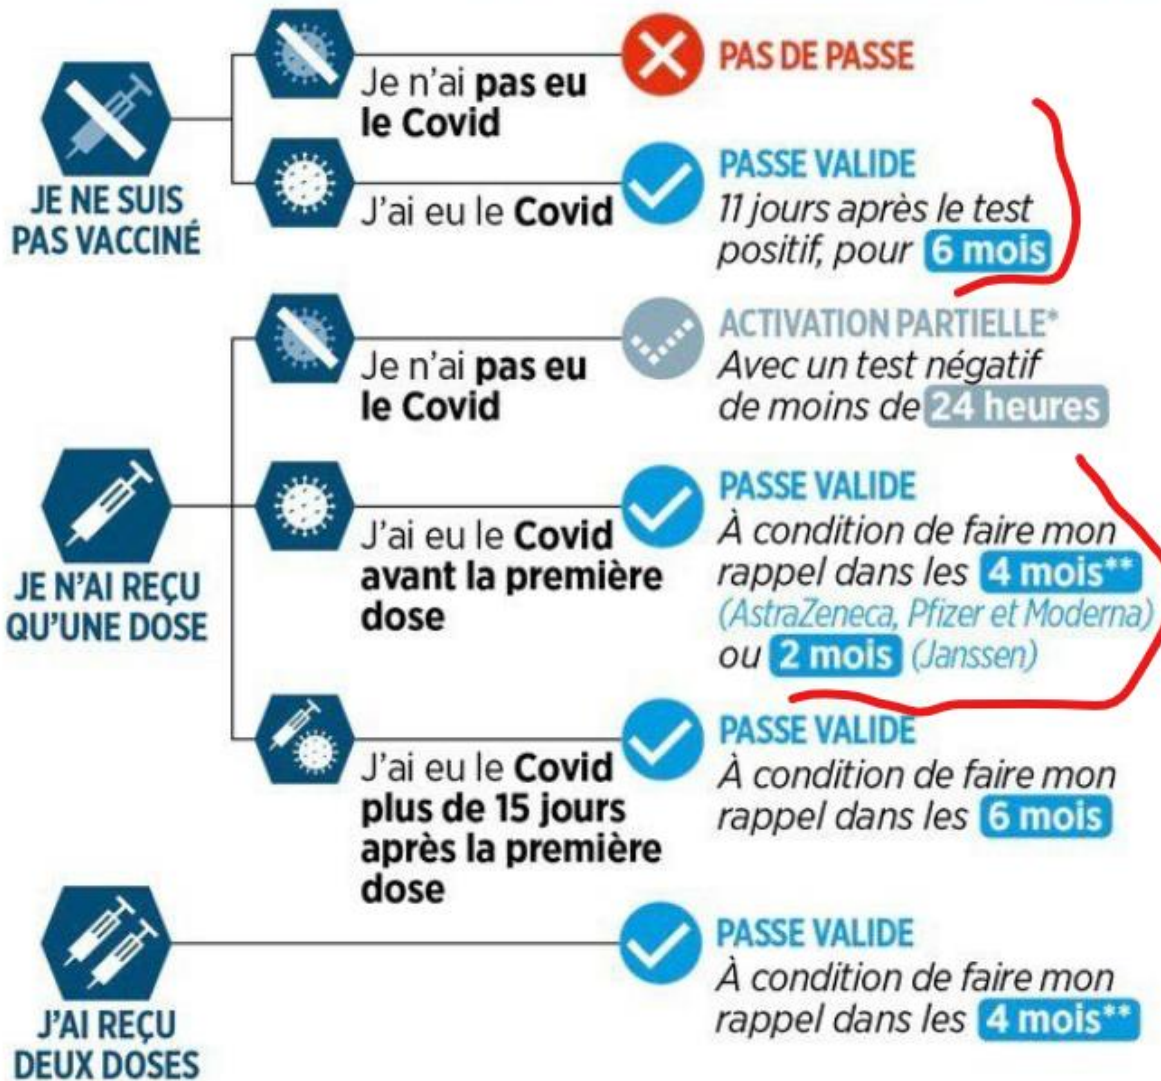 JE NE SUIS
PAS VACCINÉ
Je n'ai pas eu
le Covid
PAS DE PASSE
J'ai eu le Covid
PASSE VALIDE
11 jours après le test
positif, pour 6 mois
JE N'AI REÇU
QU'UNE DOSE
Je n'ai pas eu
le Covid
ACTIVATION PARTIELLE*
Avec un test négatif
de moins de 24 heures
J'ai eu le Covid
avant la première
dose
PASSE VALIDE
À condition de faire mon
rappel dans les 4 mois**
(AstraZeneca, Pfizer et Moderna)
ou 2 mois (Janssen)
J'ai eu le Covid
plus de 15 jours
après la première
dose
PASSE VALIDE
À condition de faire mon
rappel dans les 6 mois
J'AI REÇU
DEUX DOSES
PASSE VALIDE
À condition de faire mon
rappel dans les 4 mois**